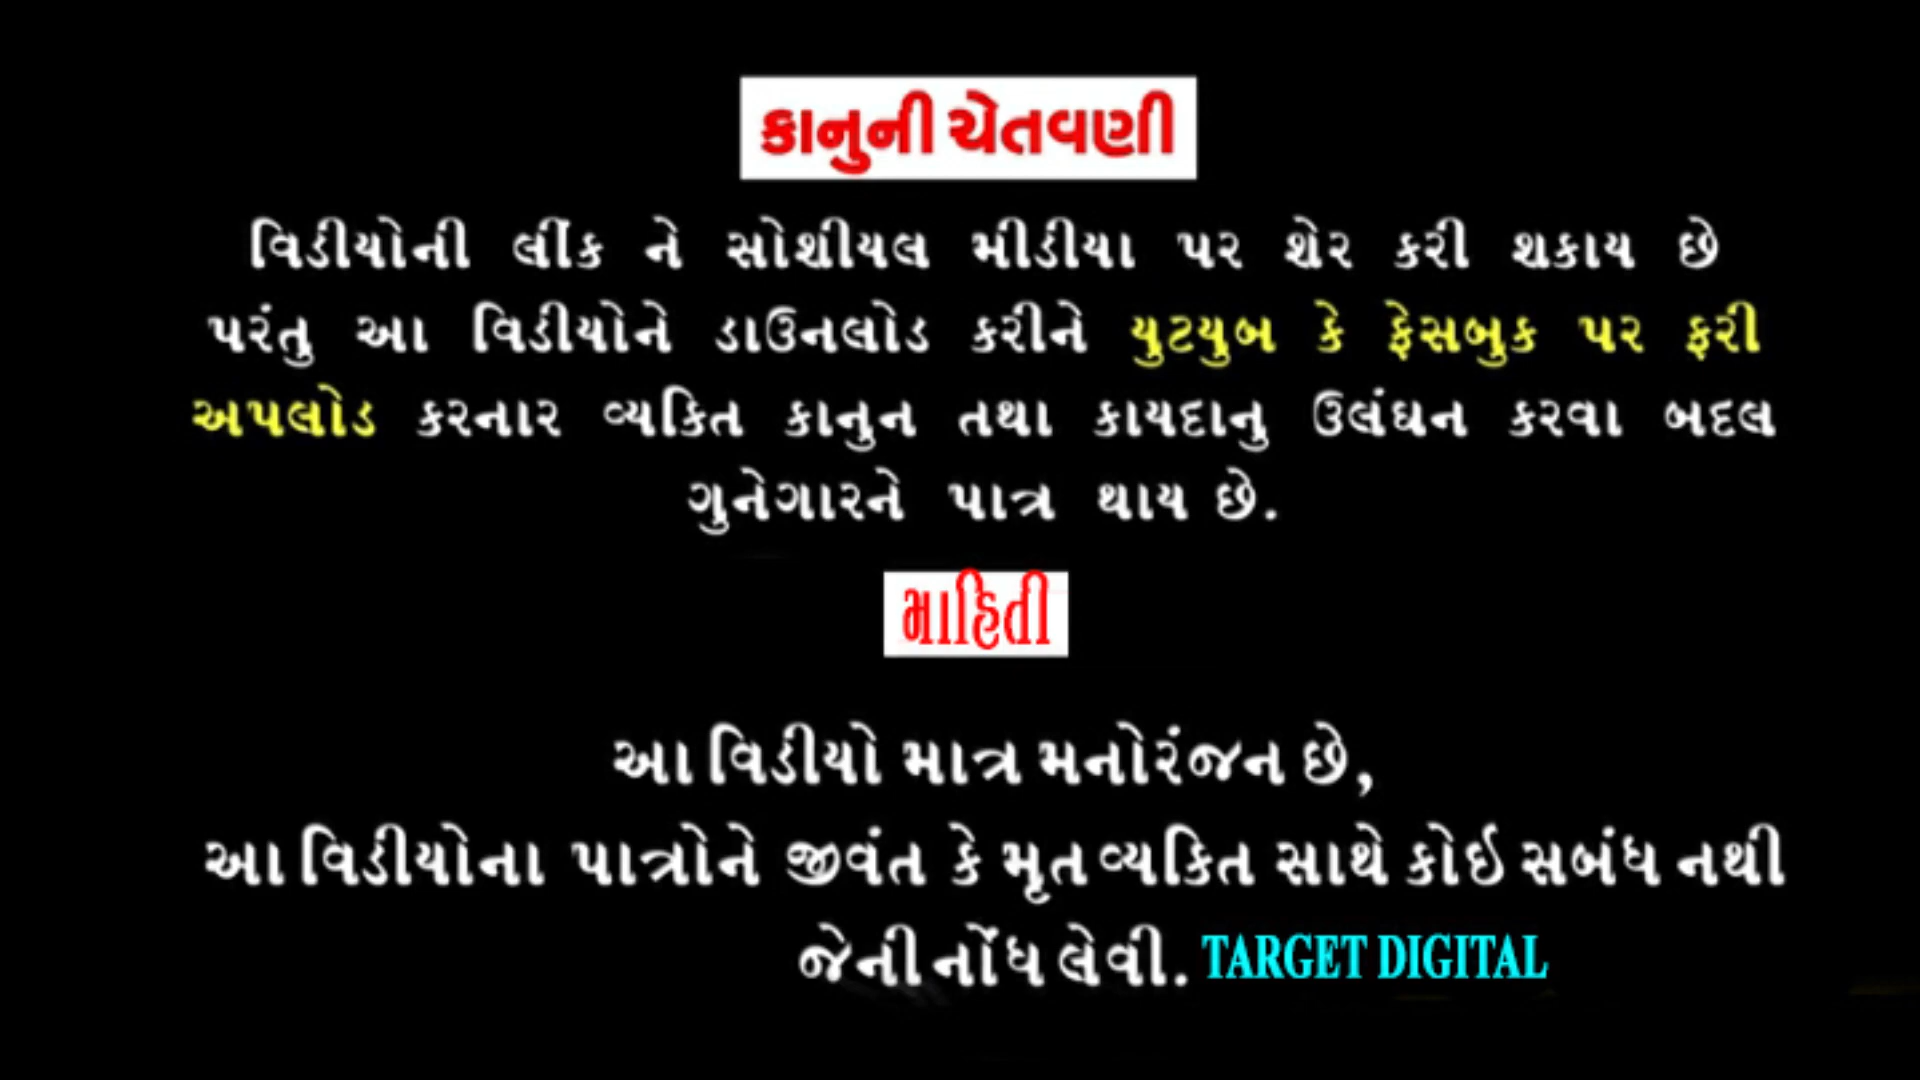 કાનુની ચેતવણી
વિડીયોની લીંક ને સોશીયલ મીડીયા પર શેર કરી શકાય છે
પરંતુ આ વિડીયોને ડાઉનલોડ કરીને યુટયુબ કે ફેસબુક પર ફરી
અપલોડ કરનાર વ્યકિત કાનુન તથા કાયદાનુ ઉલંઘન કરવા બદલ
ગુનેગારને પાત્ર થાય છે.
માહિતી
આ વિડીયો માત્ર મનોરંજન છે,
આ વિડીયોના પાત્રોને જીવંત કે મૃત વ્યકિત સાથે કોઇ સબંધ નથી
જેની નોંધ લેવી. TARGET DIGITAL